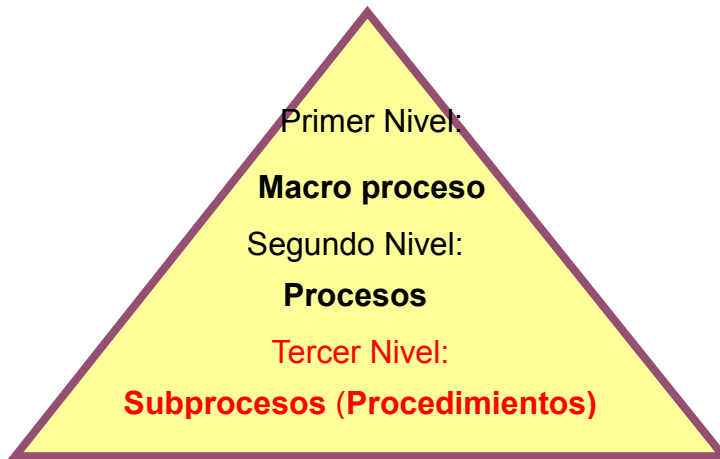 Primer Nivel:
Macro proceso
Segundo Nivel:
Procesos
Tercer Nivel:
Subprocesos (Procedimientos)